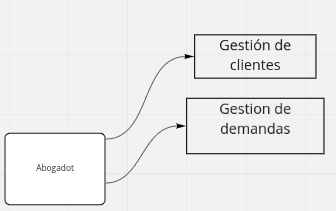 Gestión de
clientes
Gestion de
demandas
Abogadot